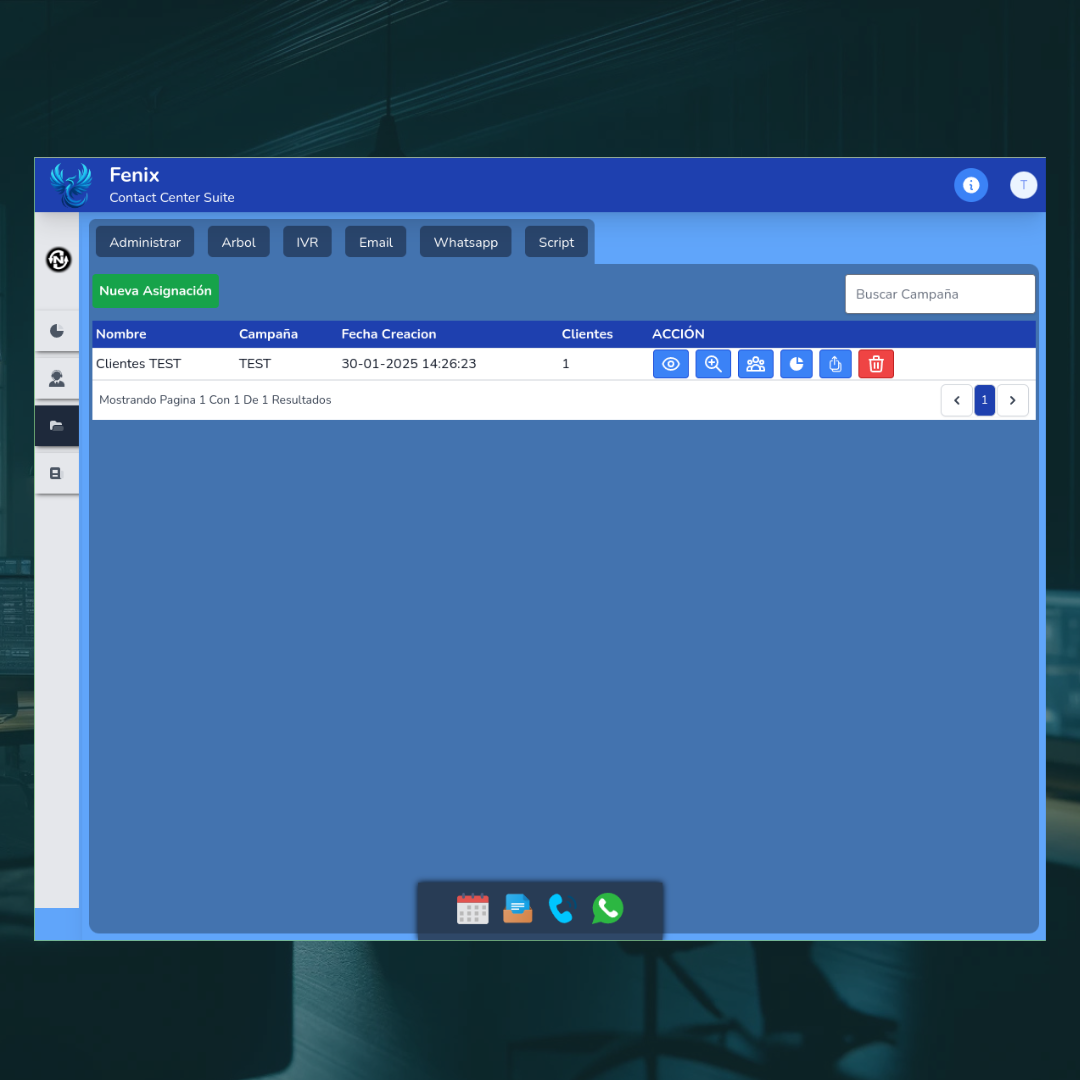 Fenix
Contact Center Suite
T
Administrar Arbol IVR Email Whatsapp Script
Nueva Asignación
Buscar Campaña
Nombre Campaña Fecha Creacion Clientes ACCIÓN
Clientes TEST TEST 30-01-2025 14:26:23 1
Mostrando Pagina 1 Con 1 De 1 Resultados
1